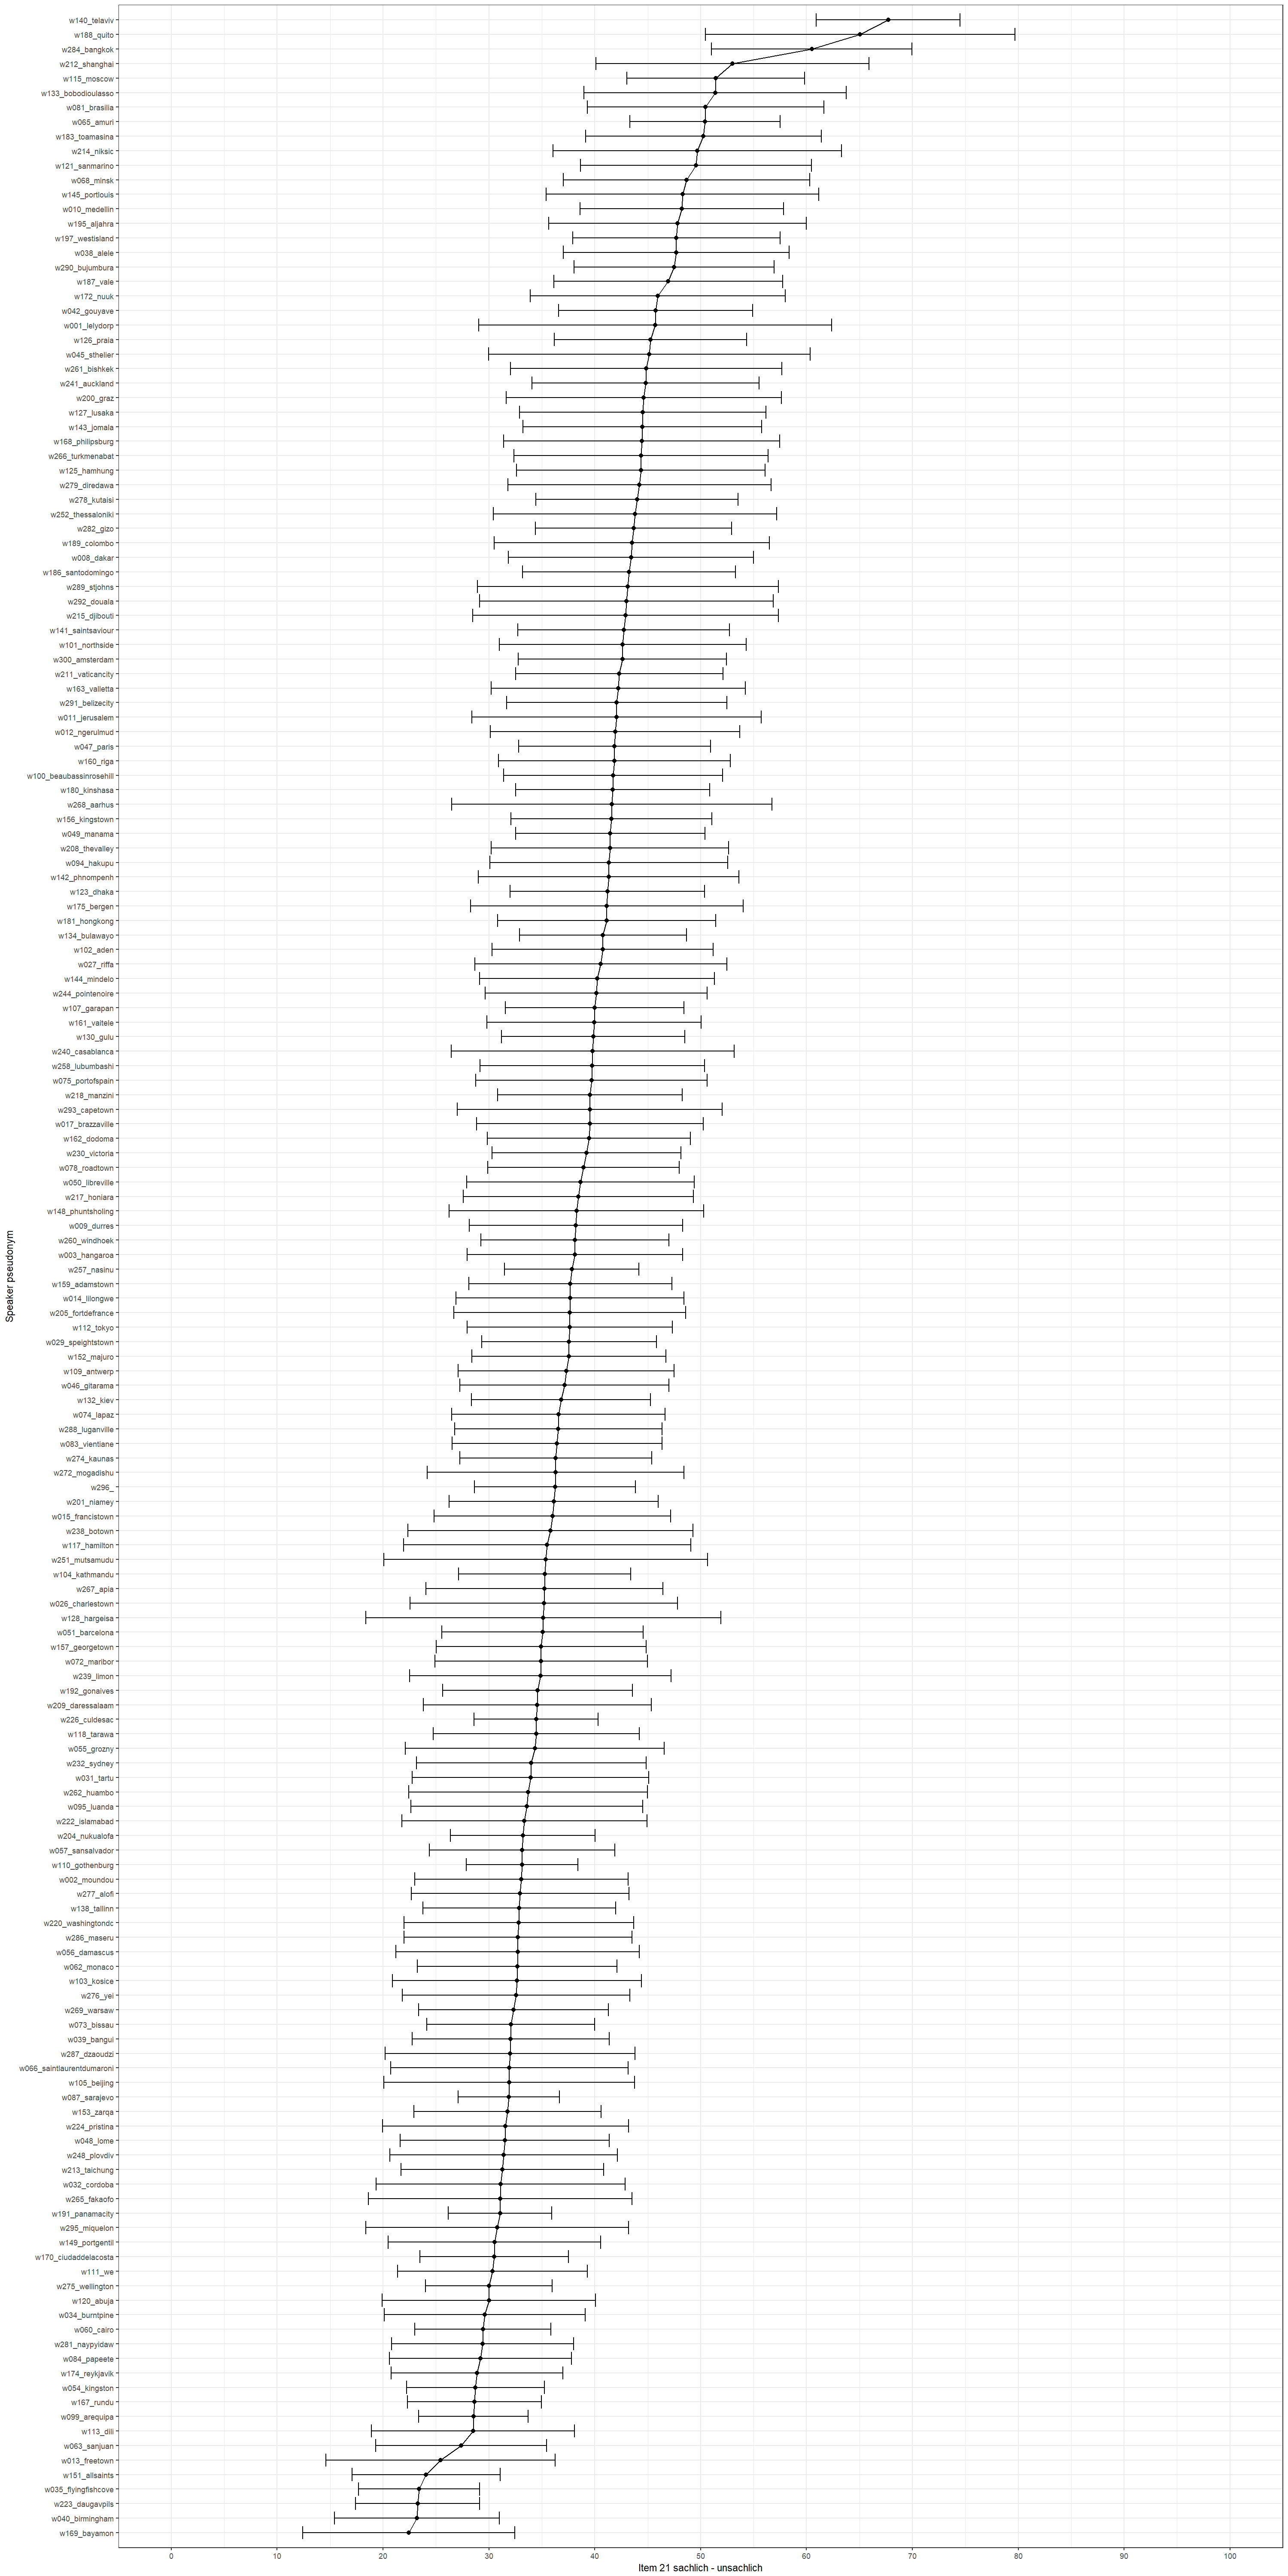 w140_telaviv
w188_quito
w284_bangkok
w212_shanghai
w115_moscow
w133_bobodioulasso
w081_brasilia
w065_amuri
w183_toamasina
w214_niksic
w121_sanmarino
w068_minsk
w145_portlouis
w010_medellin
w195_aljahra
w197_westisland
w038_alele
w290_bujumbura
w187_vale
w172_nuuk
w042_gouyave
w001_lelydorp
w126_praia
w045_sthelier
w261_bishkek
w241_auckland
w200_graz
w127_lusaka
w143_jomala
w168_philipsburg
w266_turkmenabat
w125_hamhung
w279_diredawa
w278_kutaisi
w252_thessaloniki
w282_gizo
w189_colombo
w008_dakar
w186_santodomingo
w289_stjohns
w292_douala
w215_djibouti
w141_saintsaviour
w101_northside
w300_amsterdam
w211_vaticancity
w163_valletta
w291_belizecity
w011_jerusalem
w012_ngerulmud
w047_paris
w160_riga
w100_beaubassinrosehill
w180_kinshasa
w268_aarhus
w156_kingstown
w049_manama
w208_thevalley
w094_hakupu
w142_phnompenh
w123_dhaka
w175_bergen
w181_hongkong
w134_bulawayo
w102_aden
w027_riffa
w144_mindelo
w244_pointenoire
w107_garapan
w161_vaitele
w130_gulu
w240_casablanca
w258_lubumbashi
w075_portofspain
w218_manzini
w293_capetown
w017_brazzaville
w162_dodoma
w230_victoria
w078_roadtown
w050_libreville
w217_honiara
w148_phuntsholing
w009_durres
w260_windhoek
w003_hangaroa
w257_nasinu
w159_adamstown
w014_lilongwe
w205_fortdefrance
w112_tokyo
w029_speightstown
w152_majuro
w109_antwerp
w046_gitarama
w132_kiev
w074_lapaz
w288_luganville
w083_vientiane
w274_kaunas
w272_mogadishu
w296_
w201_niamey
w015_francistown
w238_botown
w117_hamilton
w251_mutsamudu
w104_kathmandu
w267_apia
w026_charlestown
w128_hargeisa
w051_barcelona
w157_georgetown
w072_maribor
w239_limon
w192_gonaives
w209_daressalaam
w226_culdesac
w118_tarawa
w055_grozny
w232_sydney
w031_tartu
w262_huambo
w095_luanda
w222_islamabad
w204_nukualofa
w057_sansalvador
w110_gothenburg
w002_moundou
w277_alofi
w138_tallinn
w220_washingtondc
w286_maseru
w056_damascus
w062_monaco
w103_kosice
w276_yei
w269_warsaw
w073_bissau
w039_bangui
w287_dzaoudzi
w066_saintlaurentdumaroni
w105_beijing
w087_sarajevo
w153_zarqa
w224_pristina
w048_lome
w248_plovdiv
w213_taichung
w032_cordoba
w265_fakaofo
w191_panamacity
w295_miquelon
w149_portgentil
w170_ciudaddelacosta
w111_we
w275_wellington
w120_abuja
w034_burntpine
w060_cairo
w281_naypyidaw
w084_papeete
w174_reykjavik
w054_kingston
w167_rundu
w099_arequipa
w113_dili
w063_sanjuan
w013_freetown
w151_allsaints
w035_flyingfishcove
w223_daugavpils
w040_birmingham
w169_bayamon
Speaker pseudonym
0 10 20 30 40 50 60 70 80 90 100
Item 21 sachlich - unsachlich